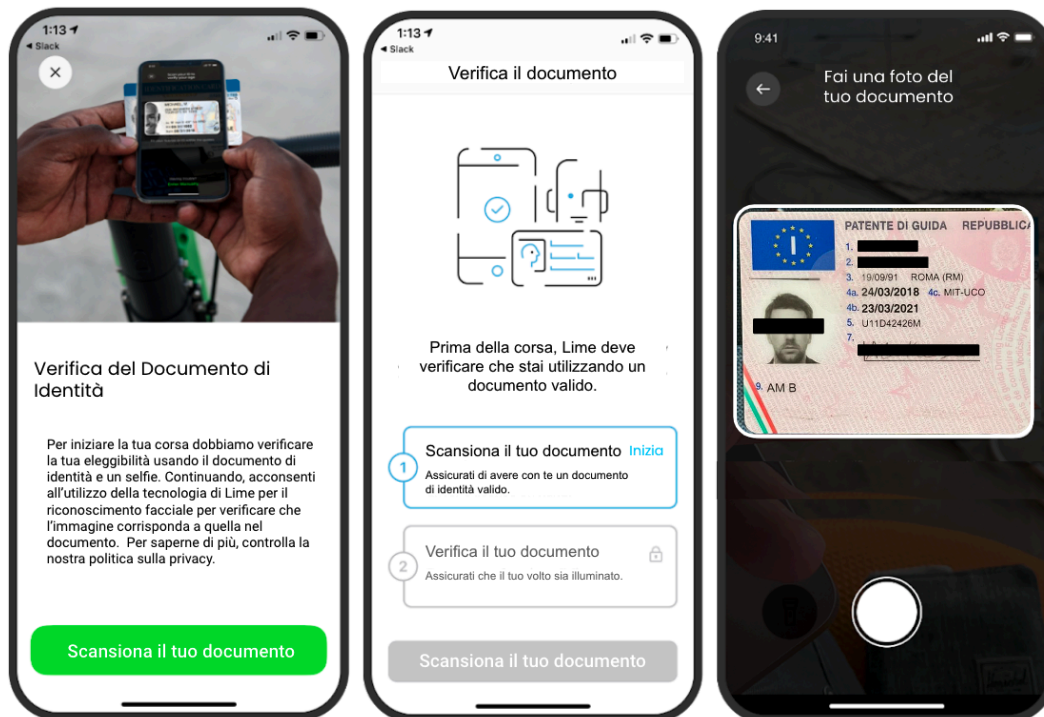 1:13
Slack
Verifica del Documento di
Identità
Per iniziare la tua corsa dobbiamo verificare
la tua eleggibilità usando il documento di
identità e un selfie. Continuando, acconsenti
all'utilizzo della tecnologia di Lime per il
riconoscimento facciale per verificare che
l'immagine corrisponda a quella nel
documento. Per saperne di più, controlla la
nostra politica sulla privacy.
Scansiona il tuo documento
1:13
Slack
Verifica il documento
Prima della corsa, Lime deve
verificare che stai utilizzando un
documento valido.
1
Scansiona il tuo documento Inizia
Assicurati di avere con te un documento
di identità valido.
2
Verifica il tuo documento
Assicurati che il tuo volto sia illuminato.
Scansiona il tuo documento
9:41
Fai una foto del
tuo documento
PATENTE DI GUIDA REPUBBLICA
I
1.
2.
3. 19/09/91 ROMA (RM)
4a. 24/03/2018 4c. MIT-UCO
4b. 23/03/2021
5. U11D42426M
7.
9. AM B